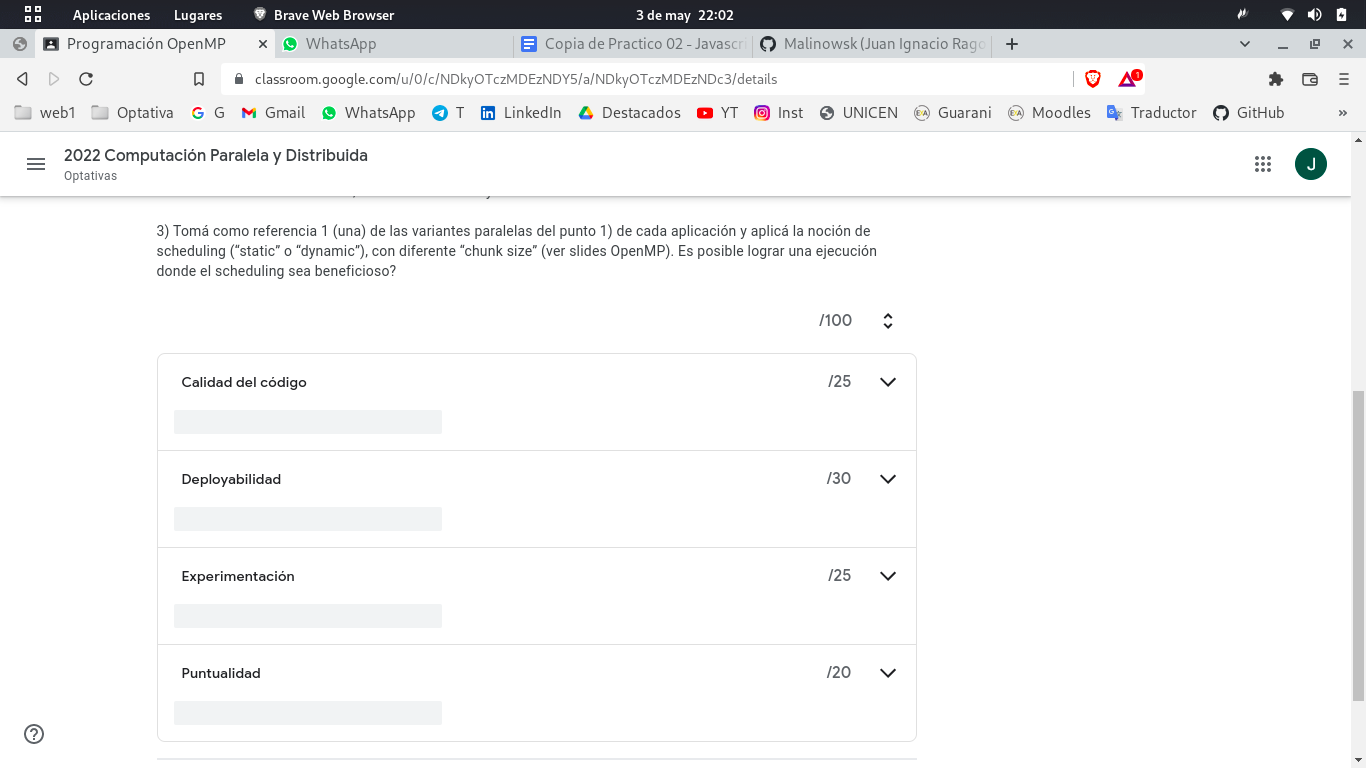 Aplicaciones Lugares Brave Web Browser 3 de may 22:02
Programación OpenMP WhatsApp Copia de Practico 02 - Javascri Malinowsk (Juan Ignacio Rago
classroom.google.com/u/0/c/NDkyOTczMDEzNDY5/a/NDkyOTczMDEzNDc3/details 1
web1 Optativa G Gmail WhatsApp T LinkedIn Destacados YT Inst UNICEN Guarani Moodles Traductor GitHub »
2022 Computación Paralela y Distribuida J
Optativas
3) Tomá como referencia 1 (una) de las variantes paralelas del punto 1) de cada aplicación y aplicá la noción de
scheduling (“static” o “dynamic”), con diferente “chunk size” (ver slides OpenMP). Es posible lograr una ejecución
donde el scheduling sea beneficioso?
/100
Calidad del código /25
Deployabilidad /30
Experimentación /25
Puntualidad /20